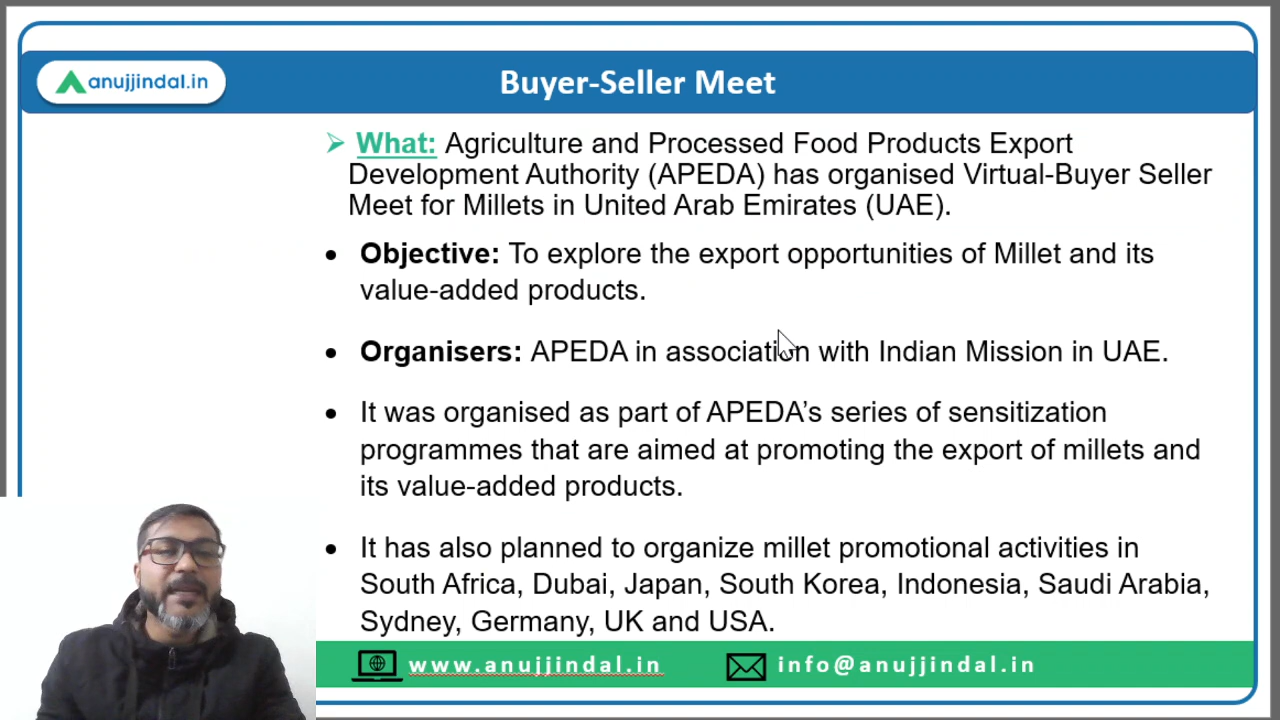 anujjindal.in
Buyer-Seller Meet
What: Agriculture and Processed Food Products Export
Development Authority (APEDA) has organised Virtual-Buyer Seller
Meet for Millets in United Arab Emirates (UAE).
Objective: To explore the export opportunities of Millet and its
value-added products.
Organisers: APEDA in association with Indian Mission in UAE.
It was organised as part of APEDA’s series of sensitization
programmes that are aimed at promoting the export of millets and
its value-added products.
It has also planned to organize millet promotional activities in
South Africa, Dubai, Japan, South Korea, Indonesia, Saudi Arabia,
Sydney, Germany, UK and USA.
www.anujjindal.in
info@anujjindal.in